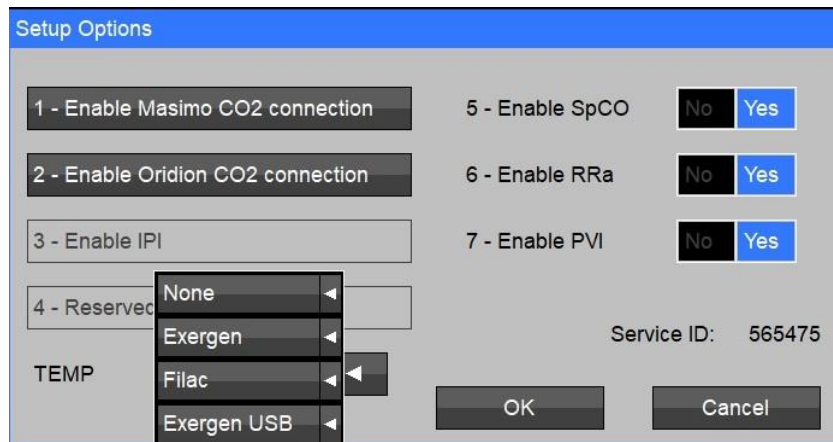 Setup Options
1 - Enable Masimo CO2 connection
2 - Enable Oridion CO2 connection
3 - Enable IPI
4 - Reserved
TEMP
None
Exergen
Filac
Exergen USB
5 - Enable SpCO No Yes
6 - Enable RRa No Yes
7 - Enable PVI No Yes
Service ID: 565475
OK Cancel